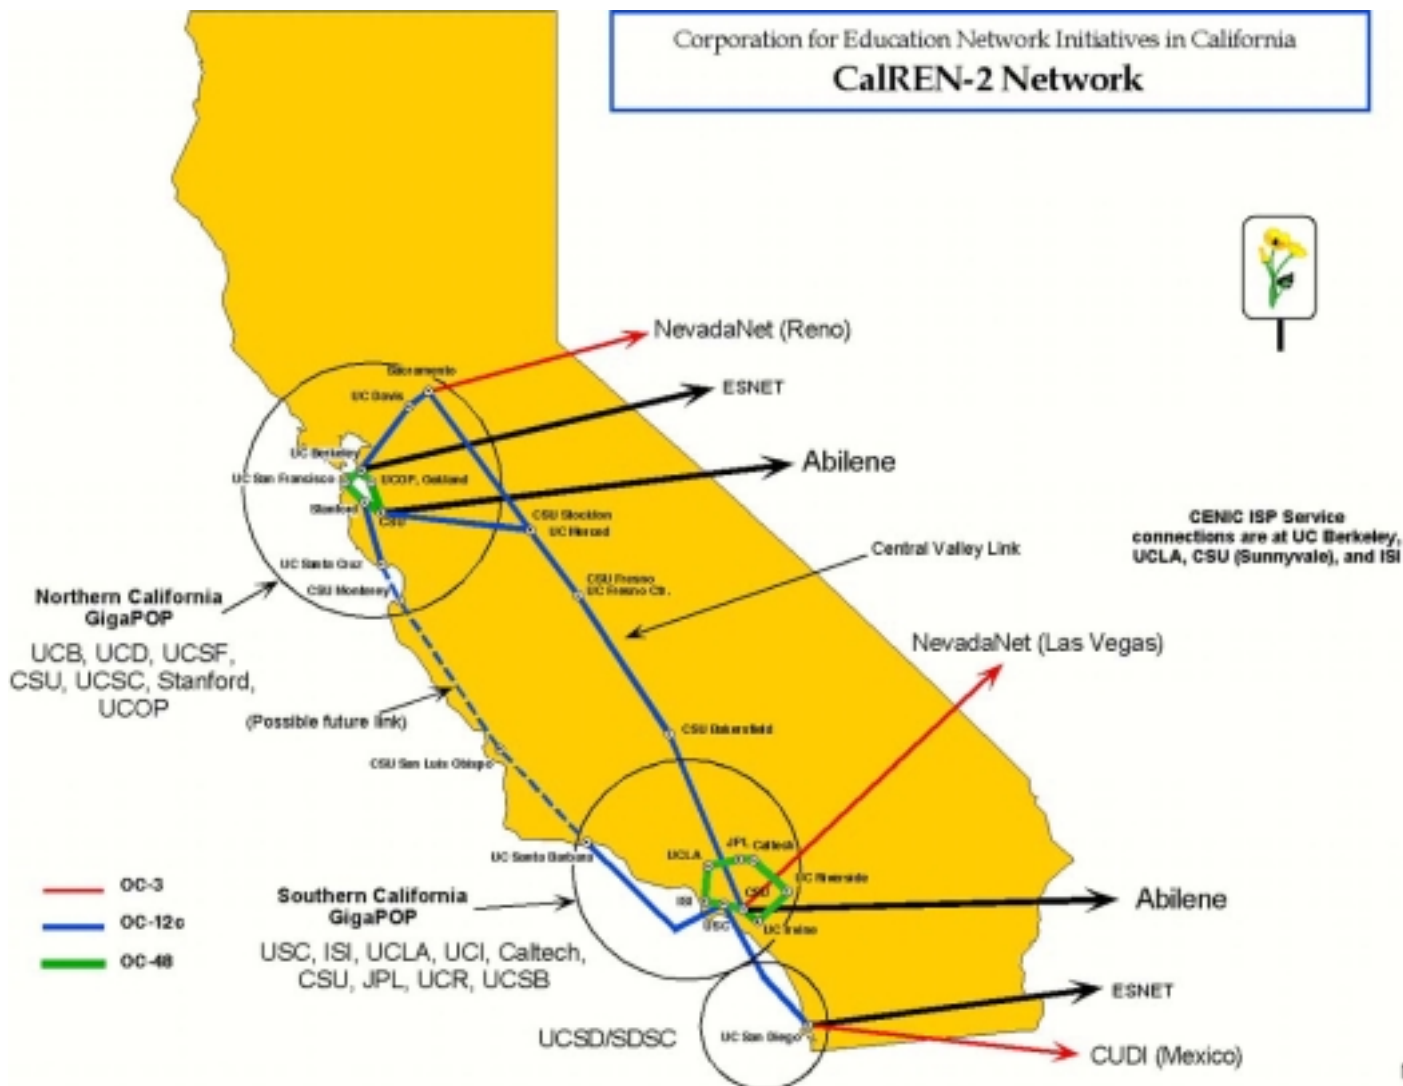 Corporation for Education Network Initiatives in California
CalREN-2 Network
NevadaNet (Reno)
Sacramento
ESNET
UC Davis
UC Berkeley
Abilene
UC San Francisco
UCOP, Oakland
Stanford
CSU
CSU Stockton
UC Merced
CENIC ISP Service
connections are at UC Berkeley,
UCLA, CSU (Sunnyvale), and ISI
Central Valley Link
UC Santa Cruz
CSU Monterey
CSU Fresno
UC Fresno Ctr.
Northern California
GigaPOP
UCB, UCD, UCSF,
CSU, UCSC, Stanford,
UCOP
NevadaNet (Las Vegas)
(Possible future link)
CSU Bakersfield
CSU San Luis Obispo
UC Santa Barbara
UCLA
JPL
Caltech
UC Riverside
CSU
ISI
USC
UC Irvine
Abilene
OC-3
OC-12c
OC-48
Southern California
GigaPOP
USC, ISI, UCLA, UCI, Caltech,
CSU, JPL, UCR, UCSB
ESNET
UCSD/SDSC
UC San Diego
CUDI (Mexico)